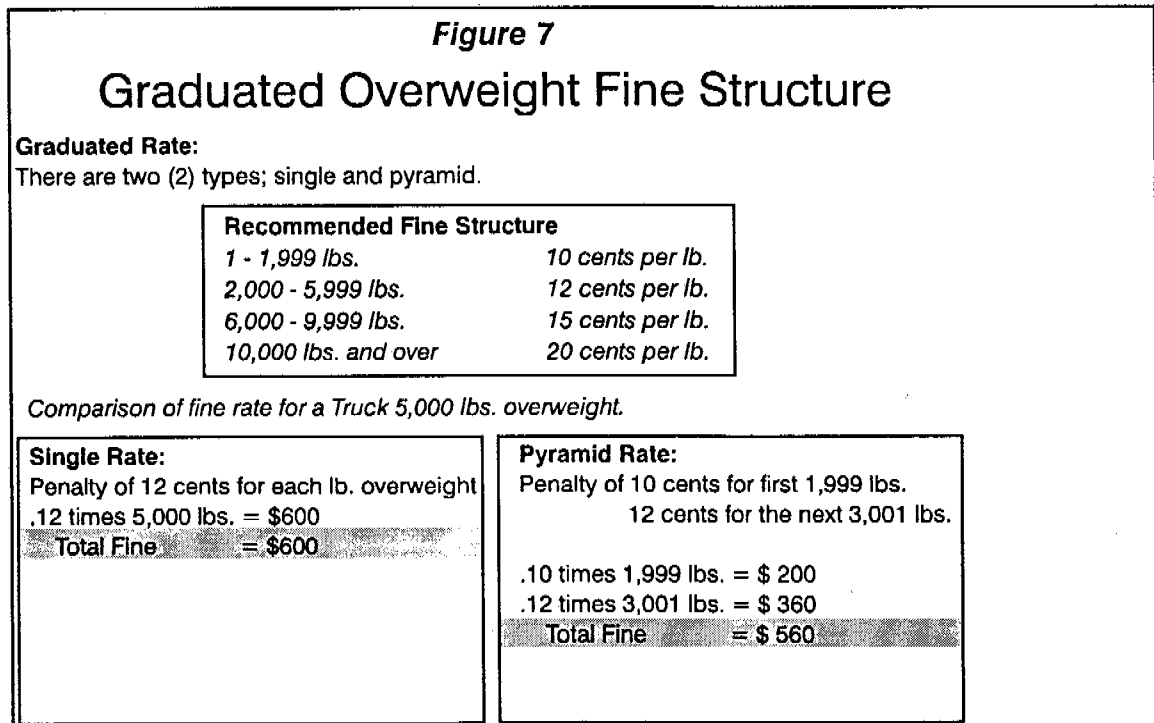 Figure 7
Graduated Overweight Fine Structure
Graduated Rate:
There are two (2) types; single and pyramid.
Recommended Fine Structure
1 - 1,999 lbs. 10 cents per lb.
2,000 - 5,999 lbs. 12 cents per lb.
6,000 - 9,999 lbs. 15 cents per lb.
10,000 lbs. and over 20 cents per lb.
Comparison of fine rate for a Truck 5,000 lbs. overweight.
Single Rate:
Penalty of 12 cents for each lb. overweight
.12 times 5,000 lbs. = $600
Total Fine = $600
Pyramid Rate:
Penalty of 10 cents for first 1,999 lbs.
12 cents for the next 3,001 lbs.
.10 times 1,999 lbs. = $ 200
.12 times 3,001 lbs. = $ 360
Total Fine = $ 560